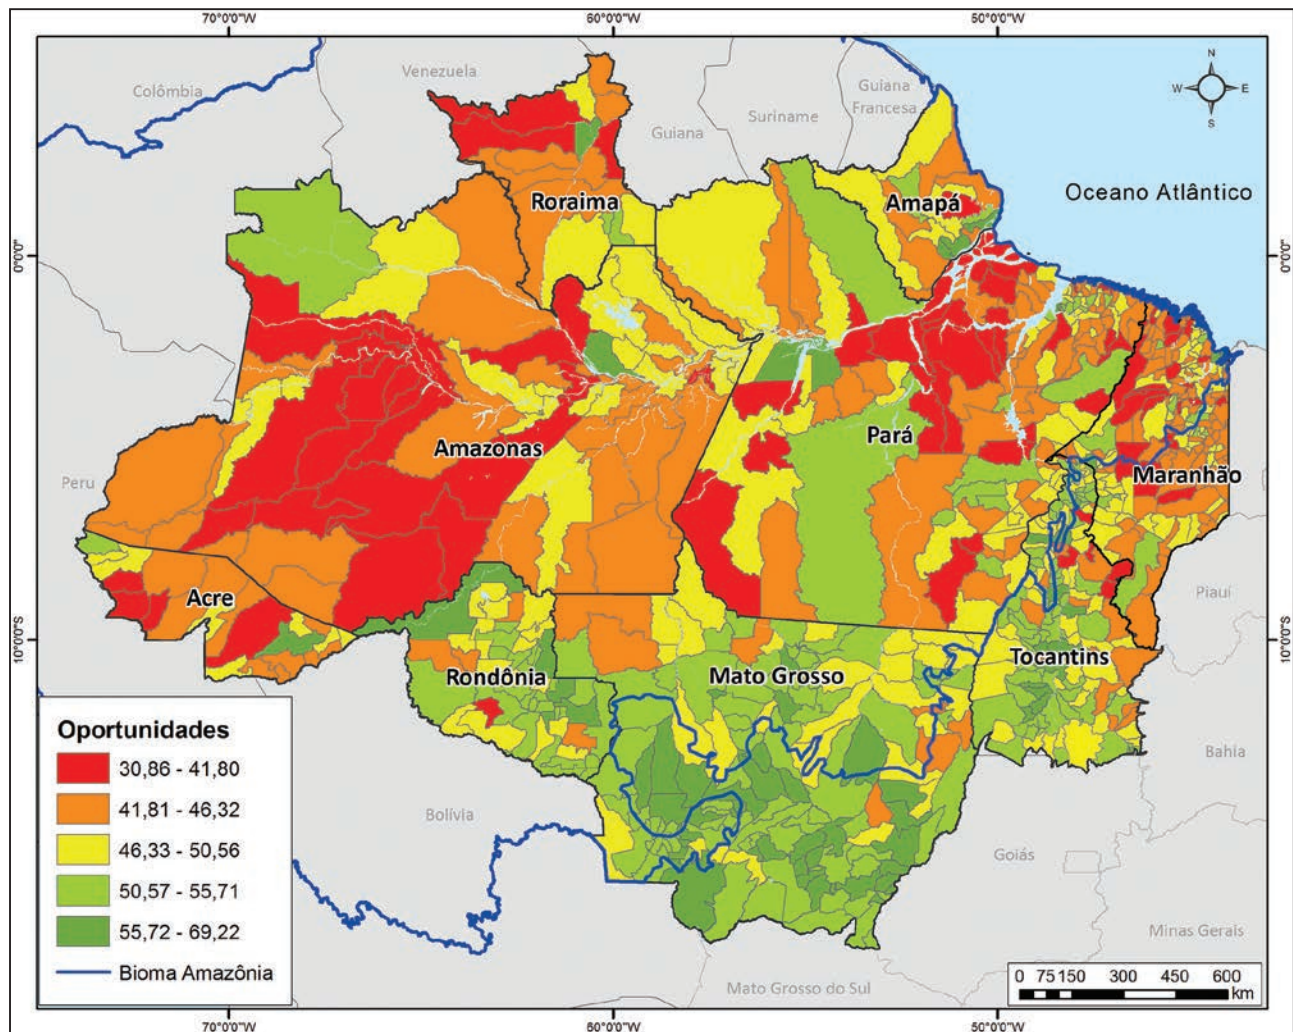 70°0'0"W
60°0'0"W
50°0'0"W
Colômbia
Venezuela
Guiana
Suriname
Guiana
Francesa
N
W
E
S
Oceano Atlântico
Roraima
Amapá
0°0'0"
0°0'0"
Amazonas
Pará
Maranhão
Peru
Acre
Piauí
10°0'0"S
10°0'0"S
Rondônia
Mato Grosso
Tocantins
Bahia
Bolívia
Goiás
Minas Gerais
Mato Grosso do Sul
Oportunidades
30,86 - 41,80
41,81 - 46,32
46,33 - 50,56
50,57 - 55,71
55,72 - 69,22
Bioma Amazônia
0 75 150 300 450 600
km
70°0'0"W
60°0'0"W
50°0'0"W